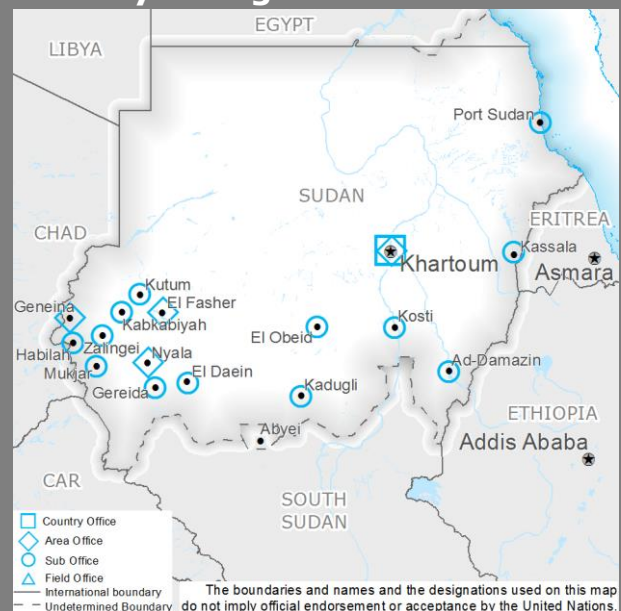 EGYPT
LIBYA
Port Sudan
SUDAN
CHAD
ERITREA
Kassala
Khartoum
Asmara
Kutum
Geneina
El Fasher
Kabkabiyah
El Obeid
Kosti
Habilah
Zalingei
Nyala
Mukjar
El Daein
Ad-Damazin
Gereida
Kadugli
ETHIOPIA
Abyei
Addis Ababa
CAR
SOUTH
SUDAN
Country Office
Area Office
Sub Office
Field Office
International boundary
Undetermined Boundary
The boundaries and names and the designations used on this map
do not imply official endorsement or acceptance by the United Nations.